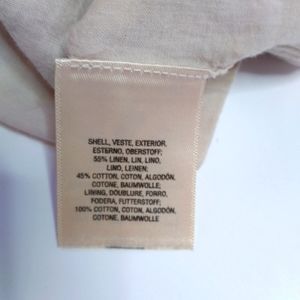 SHELL, VESTE, EXTERIOR,
ESTERNO, OBERSTOFF;
55% LINEN, LIN, LINO,
LINO, LEINEN;
45% COTTON, COTON, ALGODÓN,
COTONE, BAUMWOLLE;
LINING, DOUBLURE, FORRO,
FODERA, FUTTERSTOFF;
100% COTTON, COTON, ALGODÓN,
COTONE, BAUMWOLLE